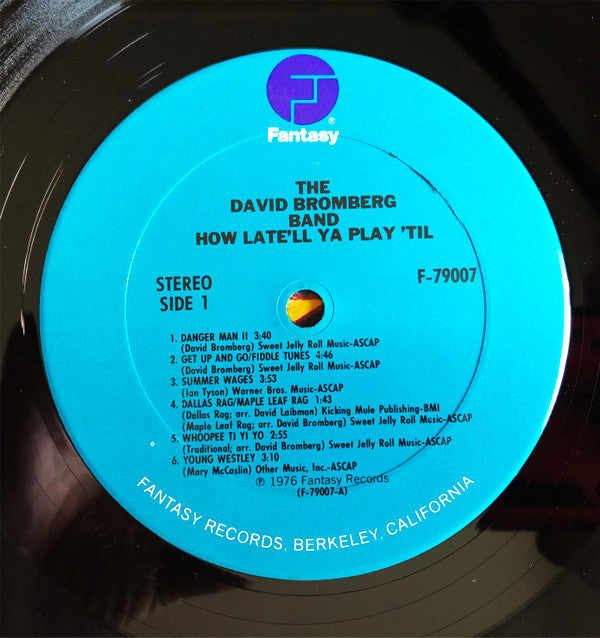 ®
Fantasy
THE
DAVID BROMBERG
BAND
HOW LATE'LL YA PLAY 'TIL
STEREO
SIDE 1
F-79007
1. DANGER MAN II 3:40
(David Bromberg) Sweet Jelly Roll Music-ASCAP
2. GET UP AND GO/FIDDLE TUNES 4:46
(David Bromberg) Sweet Jelly Roll Music-ASCAP
3. SUMMER WAGES 3:53
(Ian Tyson) Warner Bros. Music-ASCAP
4. DALLAS RAG/MAPLE LEAF RAG 1:43
(Dallas Rag; arr. David Laibman) Kicking Mule Publishing-BMI
(Maple Leaf Rag; arr. David Bromberg) Sweet Jelly Roll Music-ASCAP
5. WHOOPEE TI YI YO 2:55
(Traditional; arr. David Bromberg) Sweet Jelly Roll Music-ASCAP
6. YOUNG WESTLEY 3:10
(Mary McCaslin) Other Music, Inc.-ASCAP
℗ 1976 Fantasy Records
(F-79007-A)
FANTASY RECORDS, BERKELEY, CALIFORNIA